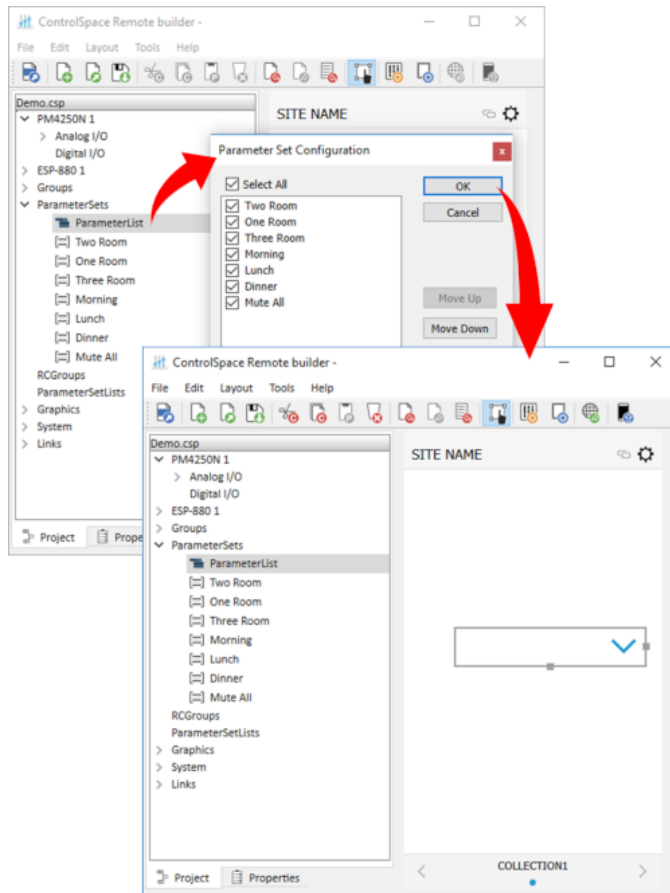 ControlSpace Remote builder -
File Edit Layout Tools Help
Demo.csp
PM4250N 1
Analog I/O
Digital I/O
ESP-880 1
Groups
ParameterSets
ParameterList
Two Room
One Room
Three Room
Morning
Lunch
Dinner
Mute All
RCGroups
ParameterSetLists
Graphics
System
Links
Project Prope
SITE NAME
Parameter Set Configuration
Select All
Two Room
One Room
Three Room
Morning
Lunch
Dinner
Mute All
OK
Cancel
Move Up
Move Down
ControlSpace Remote builder -
File Edit Layout Tools Help
Demo.csp
PM4250N 1
Analog I/O
Digital I/O
ESP-880 1
Groups
ParameterSets
ParameterList
Two Room
One Room
Three Room
Morning
Lunch
Dinner
Mute All
RCGroups
ParameterSetLists
Graphics
System
Links
Project Properties
SITE NAME
COLLECTION1